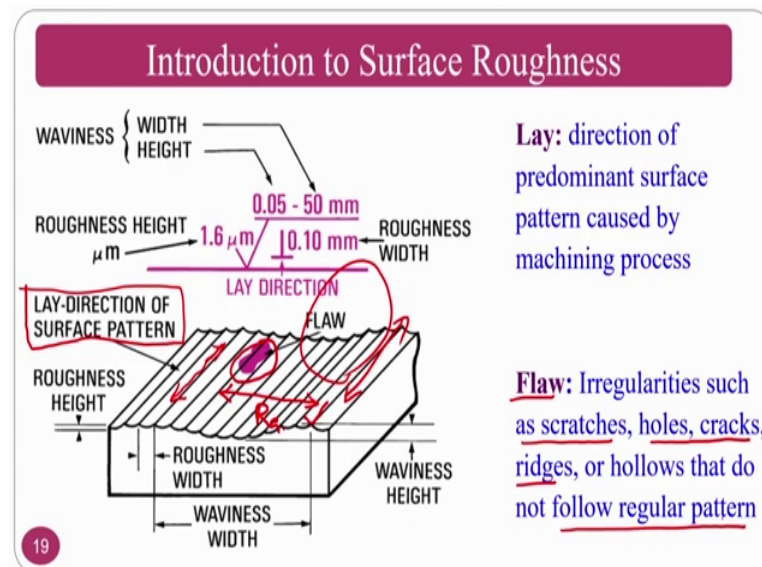 Introduction to Surface Roughness
WAVINESS { WIDTH
HEIGHT
0.05 - 50 mm
ROUGHNESS HEIGHT
μm
1.6 μm
0.10 mm
ROUGHNESS
WIDTH
LAY DIRECTION
LAY-DIRECTION OF
SURFACE PATTERN
FLAW
ROUGHNESS
HEIGHT
Ra
ROUGHNESS
WIDTH
WAVINESS
HEIGHT
WAVINESS
WIDTH
Lay: direction of
predominant surface
pattern caused by
machining process
Flaw: Irregularities such
as scratches, holes, cracks,
ridges, or hollows that do
not follow regular pattern
19